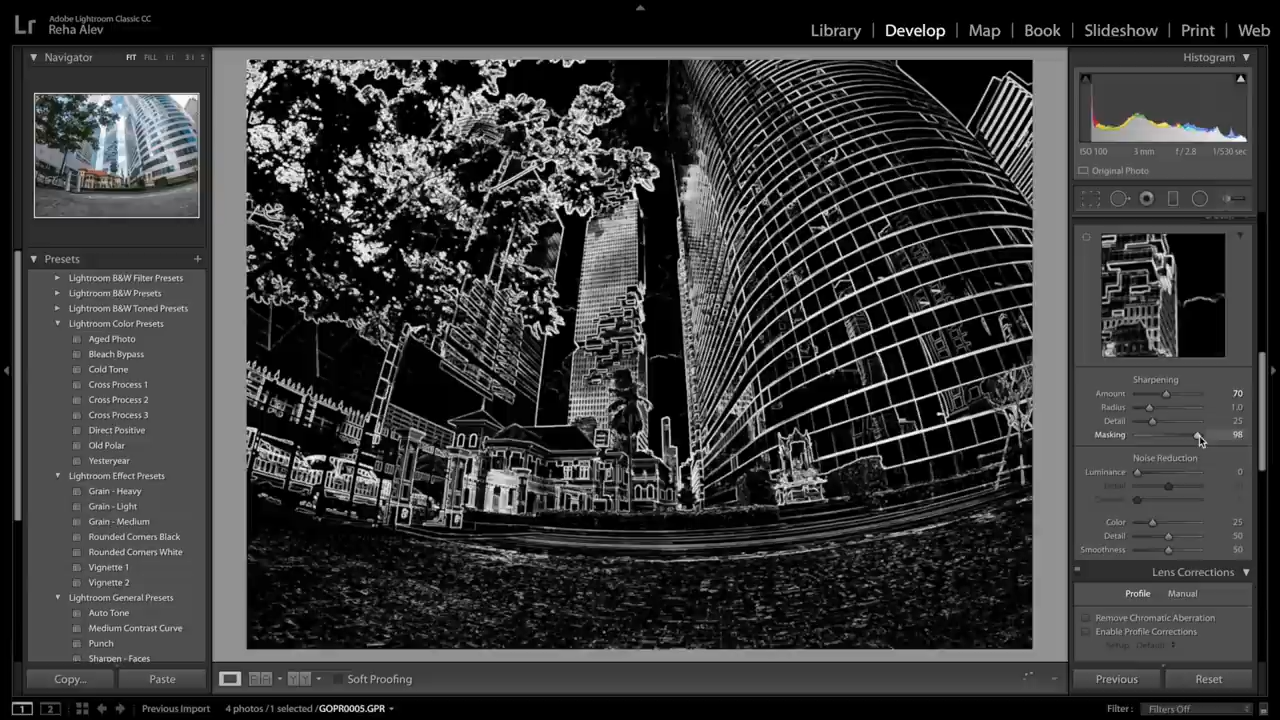 Lr
Adobe Lightroom Classic CC
Reha Alev
Library | Develop | Map | Book | Slideshow | Print | Web
Navigator FIT FILL 1:1 3:1
Presets +
Lightroom B&W Filter Presets
Lightroom B&W Presets
Lightroom B&W Toned Presets
Lightroom Color Presets
Aged Photo
Bleach Bypass
Cold Tone
Cross Process 1
Cross Process 2
Cross Process 3
Direct Positive
Old Polar
Yesteryear
Lightroom Effect Presets
Grain - Heavy
Grain - Light
Grain - Medium
Rounded Corners Black
Rounded Corners White
Vignette 1
Vignette 2
Lightroom General Presets
Auto Tone
Medium Contrast Curve
Punch
Sharpen - Faces
Copy... Paste
Soft Proofing
Histogram
ISO 100 3 mm f / 2.8 1/530 sec
Original Photo
Sharpening
Amount 70
Radius 1.0
Detail 25
Masking 98
Noise Reduction
Luminance 0
Color 25
Detail 50
Smoothness 50
Lens Corrections
Profile Manual
Remove Chromatic Aberration
Enable Profile Corrections
Setup Default
Previous Reset
1 2 Previous Import 4 photos /1 selected /GOPR0005.GPR Filter : Filters Off